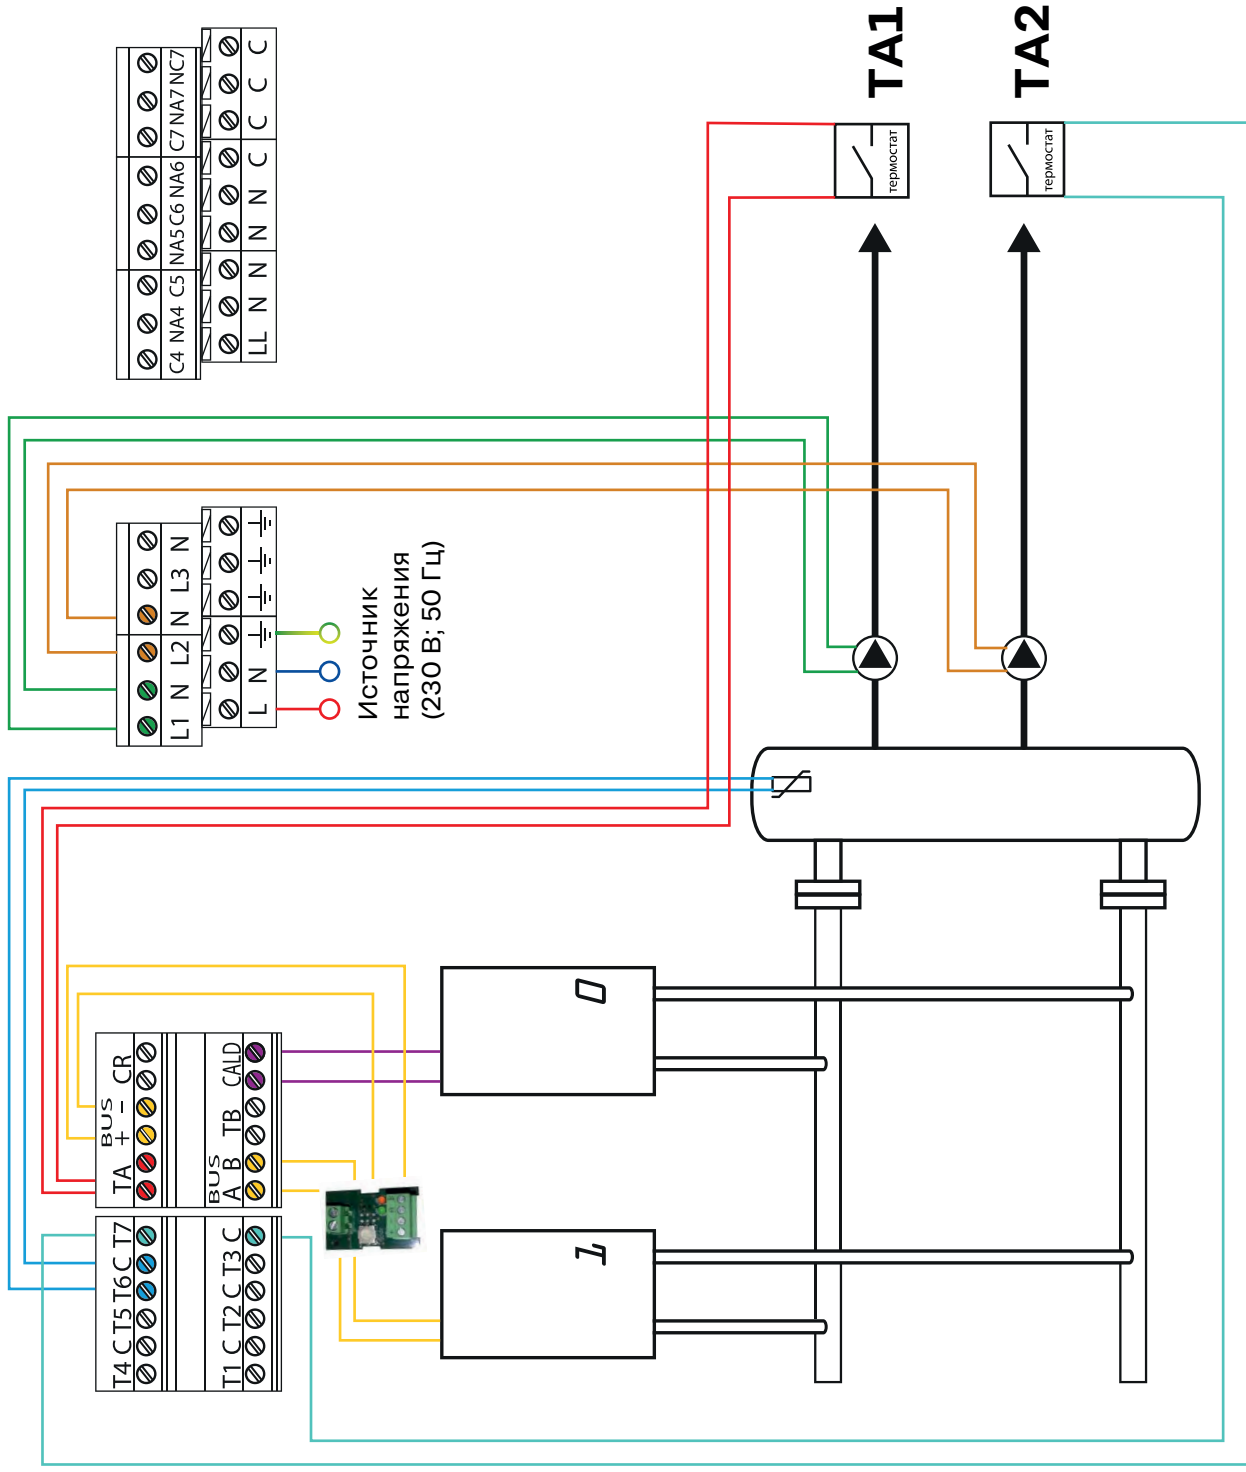 T4 C T5 T6 C T7
BUS
TA + - CR
T1 C T2 C T3 C
BUS
A B TB CALD
L1 N L2 N L3 N
L N
C4 NA4 C5 NA5 C6 NA6 C7 NA7 NC7
LL N N N N C C C C
Источник
напряжения
(230 В; 50 Гц)
1
0
термостат
TA1
термостат
TA2